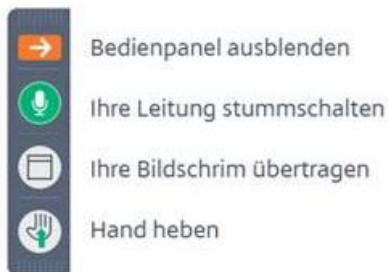 Bedienpanel ausblenden
Ihre Leitung stummschalten
Ihre Bildschrim übertragen
Hand heben